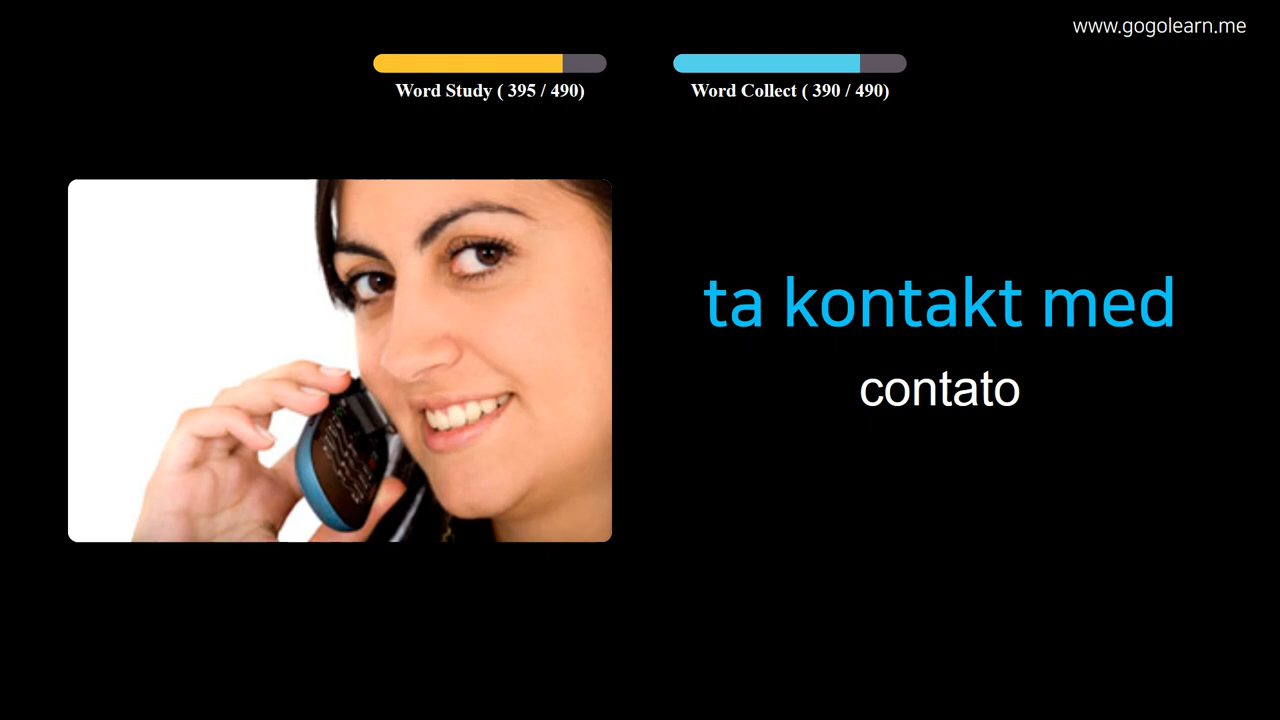 www.gogolearn.me
Word Study ( 395 / 490)
Word Collect ( 390 / 490)
ta kontakt med
contato